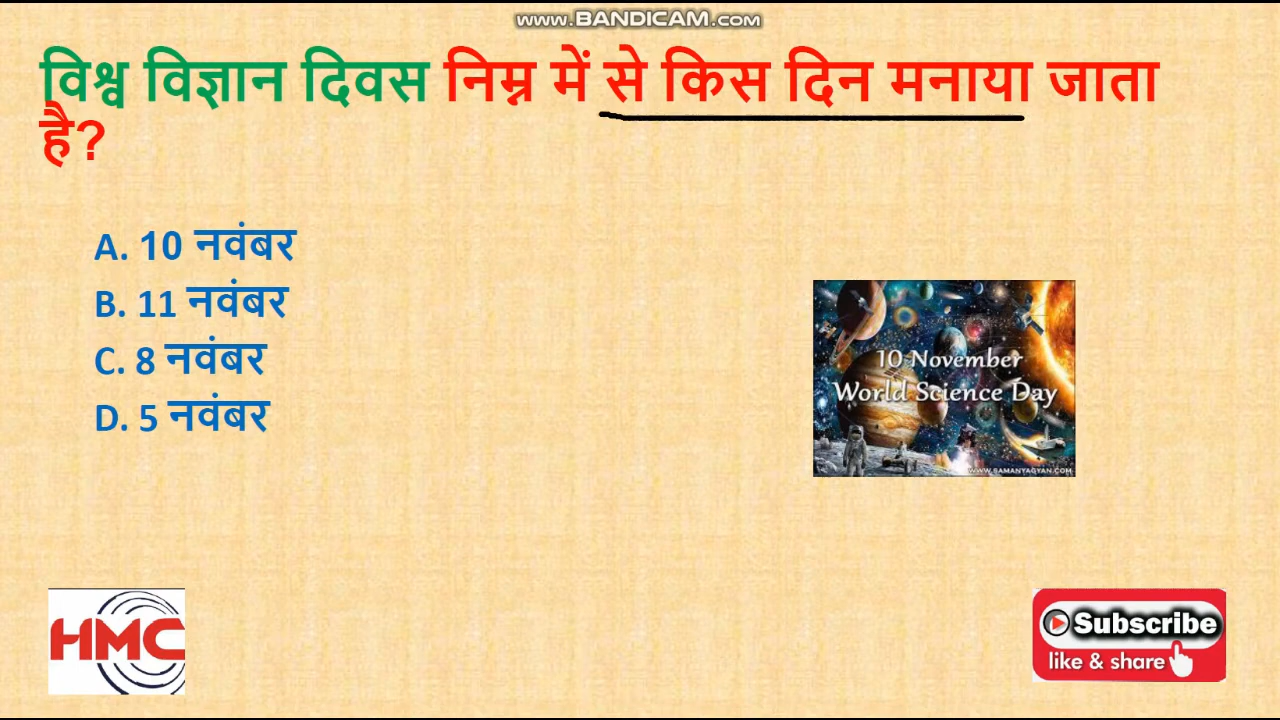 www.BANDICAM.com
विश्व विज्ञान दिवस निम्न में से किस दिन मनाया जाता
है?
A. 10 नवंबर
B. 11 नवंबर
C. 8 नवंबर
D. 5 नवंबर
10 November
World Science Day
WWW.SAMANYAGYAN.COM
HMC
Subscribe
like & share